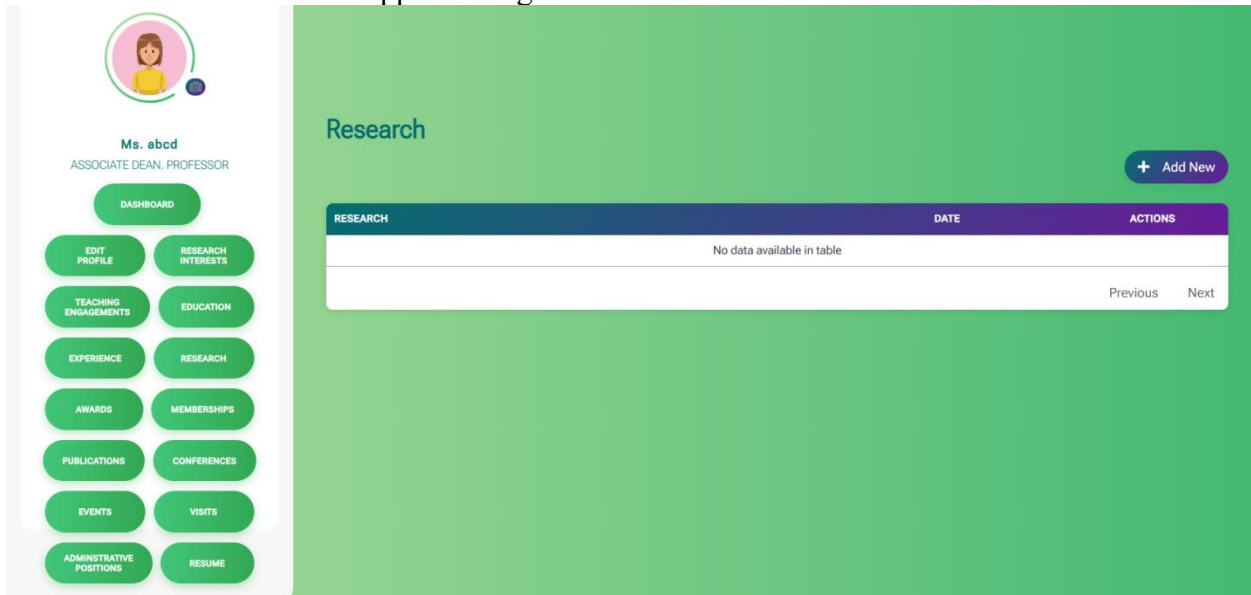 Ms. abcd
ASSOCIATE DEAN. PROFESSOR
DASHBOARD
EDIT
PROFILE
RESEARCH
INTERESTS
TEACHING
ENGAGEMENTS
EDUCATION
EXPERIENCE
RESEARCH
AWARDS
MEMBERSHIPS
PUBLICATIONS
CONFERENCES
EVENTS
VISITS
ADMINSTRATIVE
POSITIONS
RESUME
Research
+ Add New
RESEARCH DATE ACTIONS
No data available in table
Previous Next